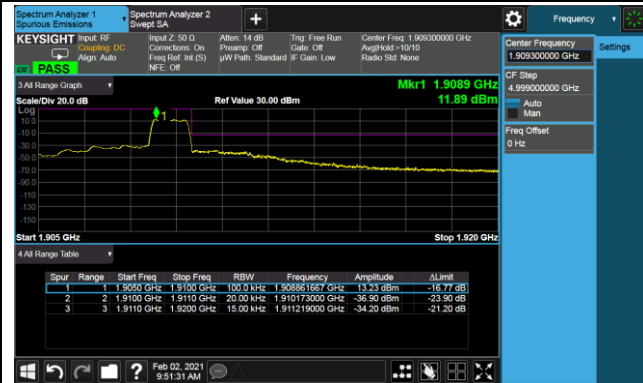 Spectrum Analyzer 1
Spurious Emissions
Spectrum Analyzer 2
Swept SA
Frequency
KEYSIGHT
Input: RF
Coupling: DC
Align: Auto
Input Z: 50 Ω
Corrections: On
Freq Ref: Int (S)
NFE: Off
Atten: 14 dB
Preamp: Off
µW Path: Standard
Trig: Free Run
Gate: Off
IF Gain: Low
Center Freq: 1.909300000 GHz
Avg|Hold:>10/10
Radio Std: None
PASS
Center Frequency
1.909300000 GHz
Settings
CF Step
4.999000000 GHz
Auto
Man
Freq Offset
0 Hz
3 All Range Graph
Mkr1 1.9089 GHz
Scale/Div 20.0 dB
Ref Value 30.00 dBm
11.89 dBm
Log
1
10.0
-10.0
-30.0
-50.0
-70.0
-90.0
-110
-130
-150
Start 1.905 GHz
Stop 1.920 GHz
4 All Range Table
Spur Range Start Freq Stop Freq RBW Frequency Amplitude ΔLimit
1 1 1.9050 GHz 1.9100 GHz 100.0 kHz 1.908861667 GHz 13.23 dBm -16.77 dB
2 2 1.9100 GHz 1.9110 GHz 20.00 kHz 1.910173000 GHz -36.90 dBm -23.90 dB
3 3 1.9110 GHz 1.9200 GHz 15.00 kHz 1.911219000 GHz -34.20 dBm -21.20 dB
Feb 02, 2021
9:51:31 AM